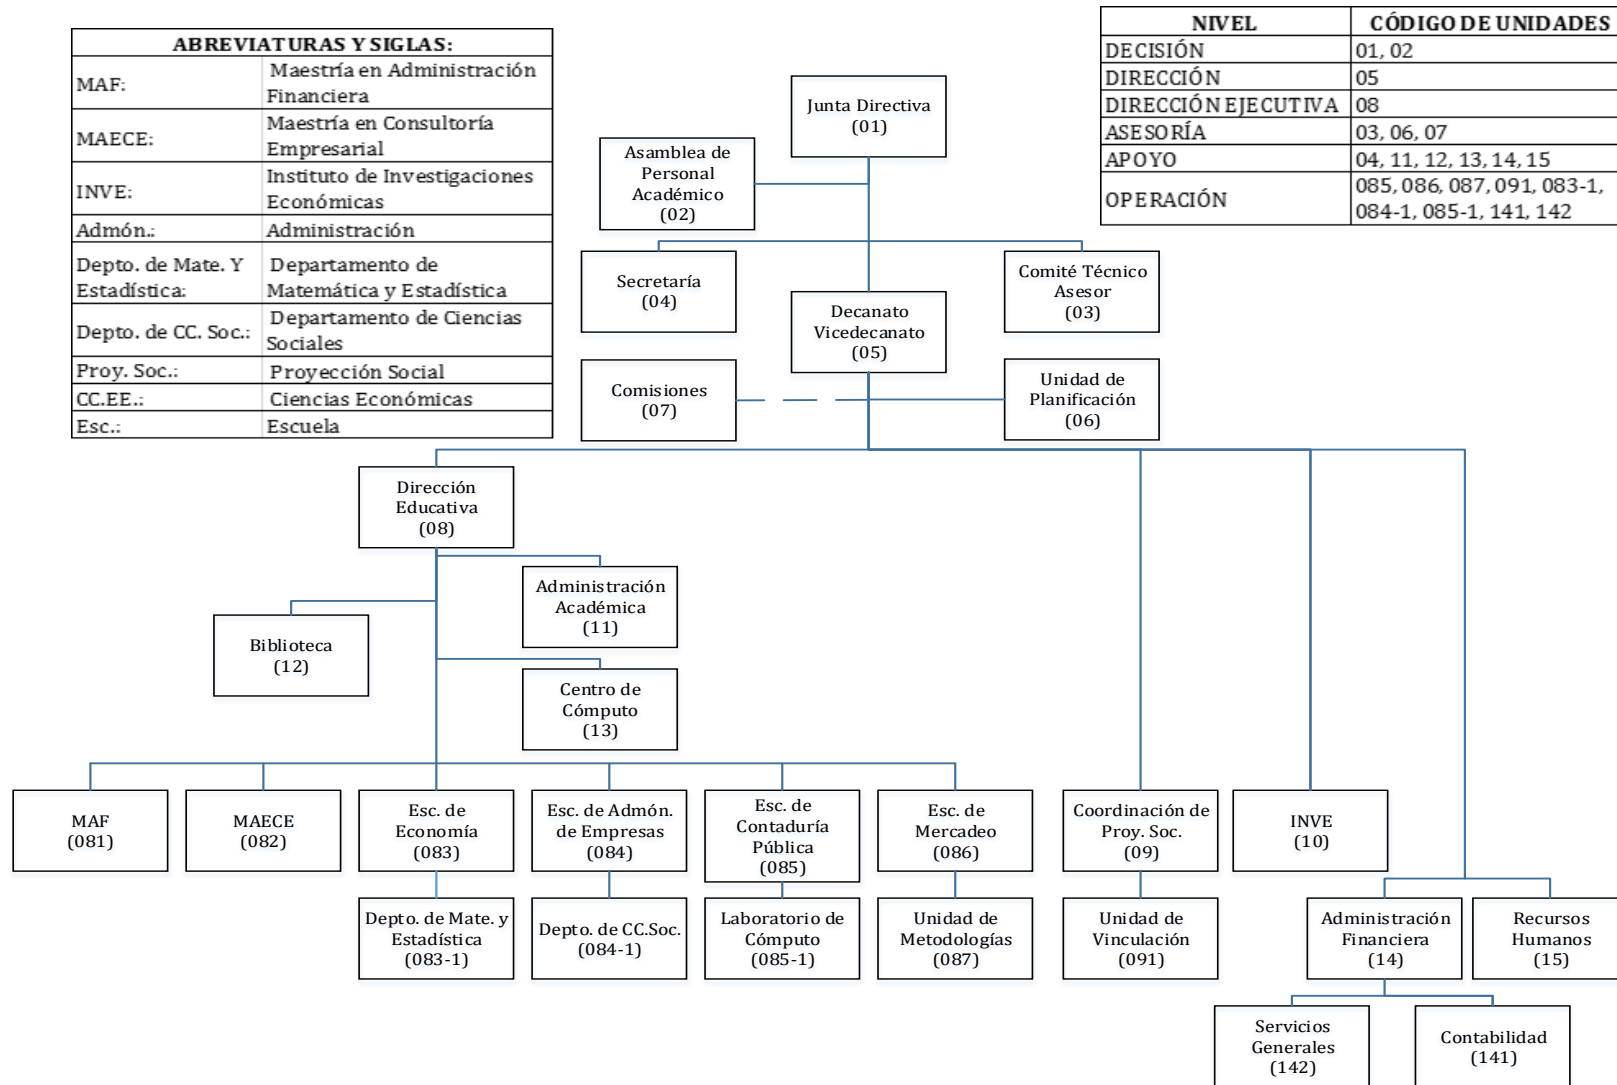 ABREVIATURAS Y SIGLAS:
MAF:
Maestría en Administración
Financiera
MAECE:
Maestría en Consultoría
Empresarial
INVE:
Instituto de Investigaciones
Económicas
Admón.:
Administración
Depto. de Mate. Y
Estadística:
Departamento de
Matemática y Estadística
Depto. de CC. Soc.:
Departamento de Ciencias
Sociales
Proy. Soc.:
Proyección Social
CC.EE.:
Ciencias Económicas
Esc.:
Escuela
NIVEL
CÓDIGO DE UNIDADES
DECISIÓN
01, 02
DIRECCIÓN
05
DIRECCIÓN EJECUTIVA
08
ASESORÍA
03, 06, 07
APOYO
04, 11, 12, 13, 14, 15
OPERACIÓN
085, 086, 087, 091, 083-1,
084-1, 085-1, 141, 142
Junta Directiva
(01)
Asamblea de
Personal
Académico
(02)
Secretaría
(04)
Comité Técnico
Asesor
(03)
Decanato
Vicedecanato
(05)
Comisiones
(07)
Unidad de
Planificación
(06)
Dirección
Educativa
(08)
Administración
Académica
(11)
Biblioteca
(12)
Centro de
Cómputo
(13)
MAF
(081)
MAECE
(082)
Esc. de
Economía
(083)
Esc. de Admón.
de Empresas
(084)
Esc. de
Contaduría
Pública
(085)
Esc. de
Mercadeo
(086)
Coordinación de
Proy. Soc.
(09)
INVE
(10)
Depto. de Mate. y
Estadística
(083-1)
Depto. de CC.Soc.
(084-1)
Laboratorio de
Cómputo
(085-1)
Unidad de
Metodologías
(087)
Unidad de
Vinculación
(091)
Administración
Financiera
(14)
Recursos
Humanos
(15)
Servicios
Generales
(142)
Contabilidad
(141)